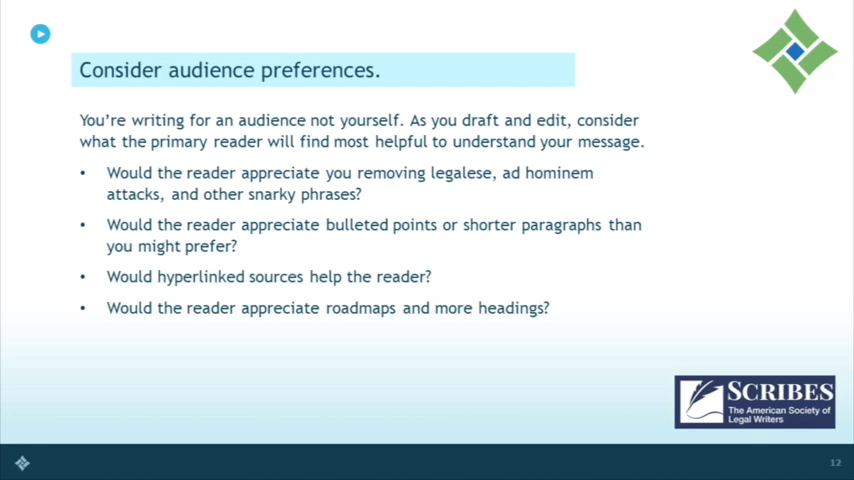 Consider audience preferences.
You're writing for an audience not yourself. As you draft and edit, consider
what the primary reader will find most helpful to understand your message.
• Would the reader appreciate you removing legalese, ad hominem
attacks, and other snarky phrases?
• Would the reader appreciate bulleted points or shorter paragraphs than
you might prefer?
• Would hyperlinked sources help the reader?
• Would the reader appreciate roadmaps and more headings?
SCRIBES
The American Society of
Legal Writers
12